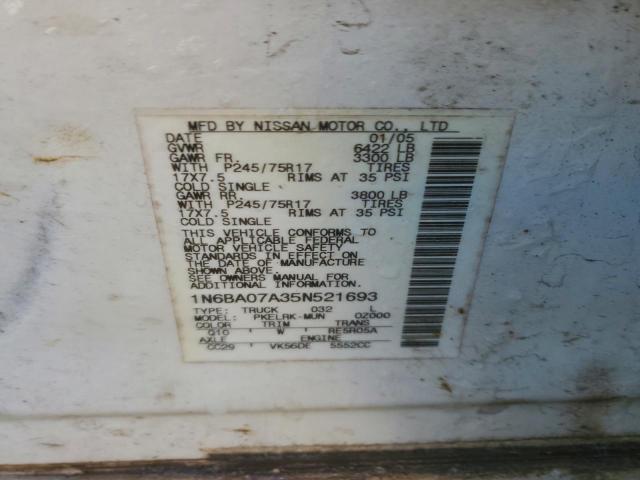 MFD BY NISSAN MOTOR CO., LTD
DATE 01/05
GVWR 6422 LB
GAWR FR 3300 LB
WITH P245/75R17 TIRES
17X7.5 RIMS AT 35 PSI
COLD SINGLE
GAWR RR 3800 LB
WITH P245/75R17 TIRES
17X7.5 RIMS AT 35 PSI
COLD SINGLE
THIS VEHICLE CONFORMS TO
ALL APPLICABLE FEDERAL
MOTOR VEHICLE SAFETY
STANDARDS IN EFFECT ON
THE DATE OF MANUFACTURE
SHOWN ABOVE.
SEE OWNERS MANUAL FOR
ADDITIONAL INFORMATION.
1N6BA07A35N521693
TYPE: TRUCK 032 L
MODEL: PKELRK-MUN 0Z000
COLOR TRIM TRANS
Q10 ' W ' RE5R05A
AXLE ENGINE
CC29 ' VK56DE 5552CC